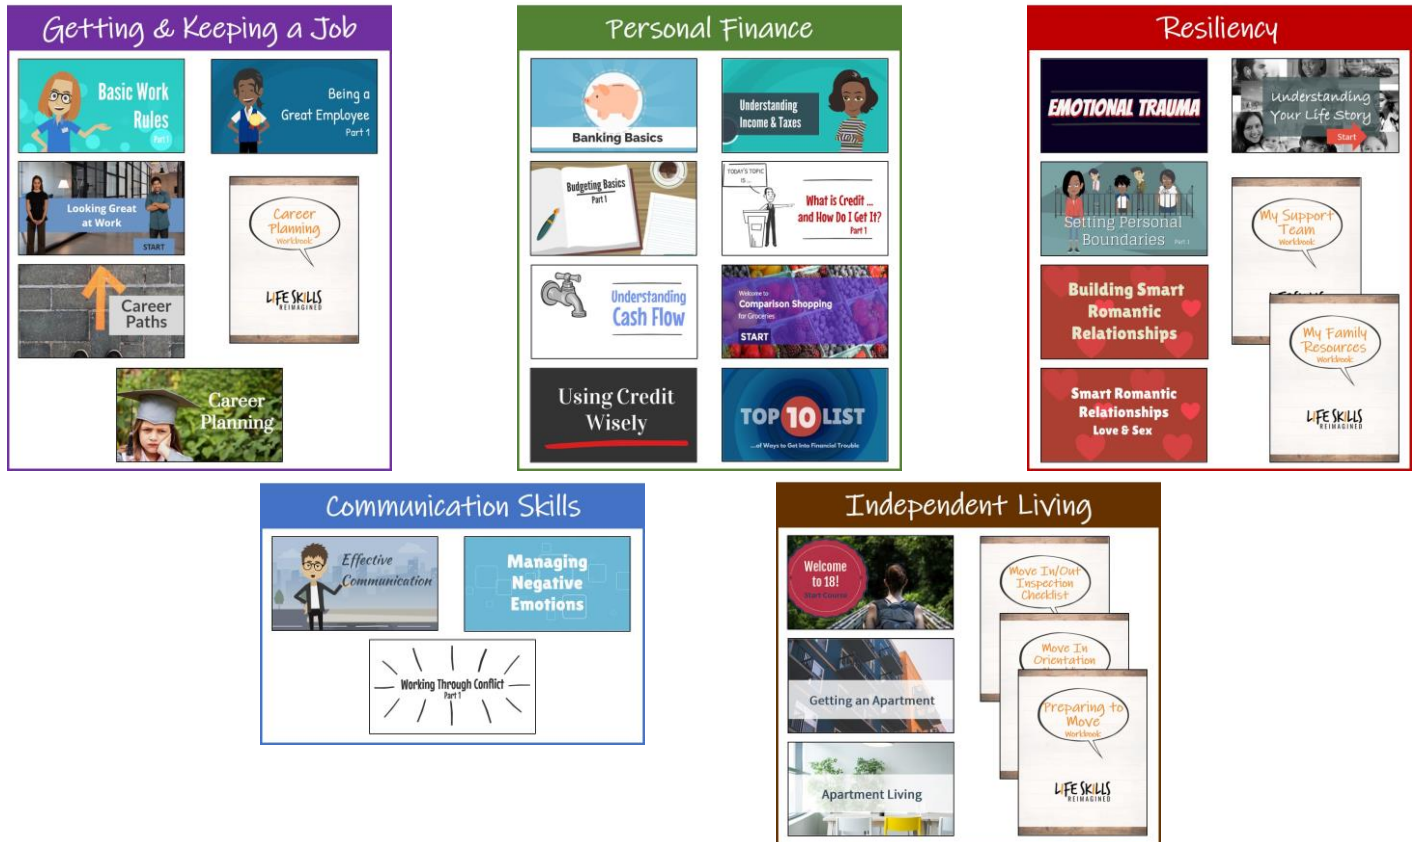 Getting & Keeping a Job
Basic Work
Rules
Part 1
Being a
Great Employee
Part 1
Looking Great
at Work
START
Career
Planning
Workbook
LIFE SKILLS
REIMAGINED
Career
Paths
Career
Planning
Personal Finance
Banking Basics
Understanding
Income & Taxes
Budgeting Basics
Part 1
TODAY'S TOPIC
IS ...
What is Credit ...
and How Do I Get It?
Part 1
Understanding
Cash Flow
Welcome to
Comparison Shopping
for Groceries
START
Using Credit
Wisely
TOP 10 LIST
...of Ways to Get Into Financial Trouble
Resiliency
EMOTIONAL TRAUMA
Understanding
Your Life Story
Start
Setting Personal
Boundaries Part 1
My Support
Team
Workbook
Building Smart
Romantic
Relationships
My Family
Resources
Workbook
LIFE SKILLS
REIMAGINED
Smart Romantic
Relationships
Love & Sex
Communication Skills
Effective
Communication
Managing
Negative
Emotions
Working Through Conflict
Part 1
Independent Living
Welcome
to 18!
Start Course
Move In/Out
Inspection
Checklist
Getting an Apartment
Move In
Orientation
Preparing to
Move
Workbook
LIFE SKILLS
REIMAGINED
Apartment Living